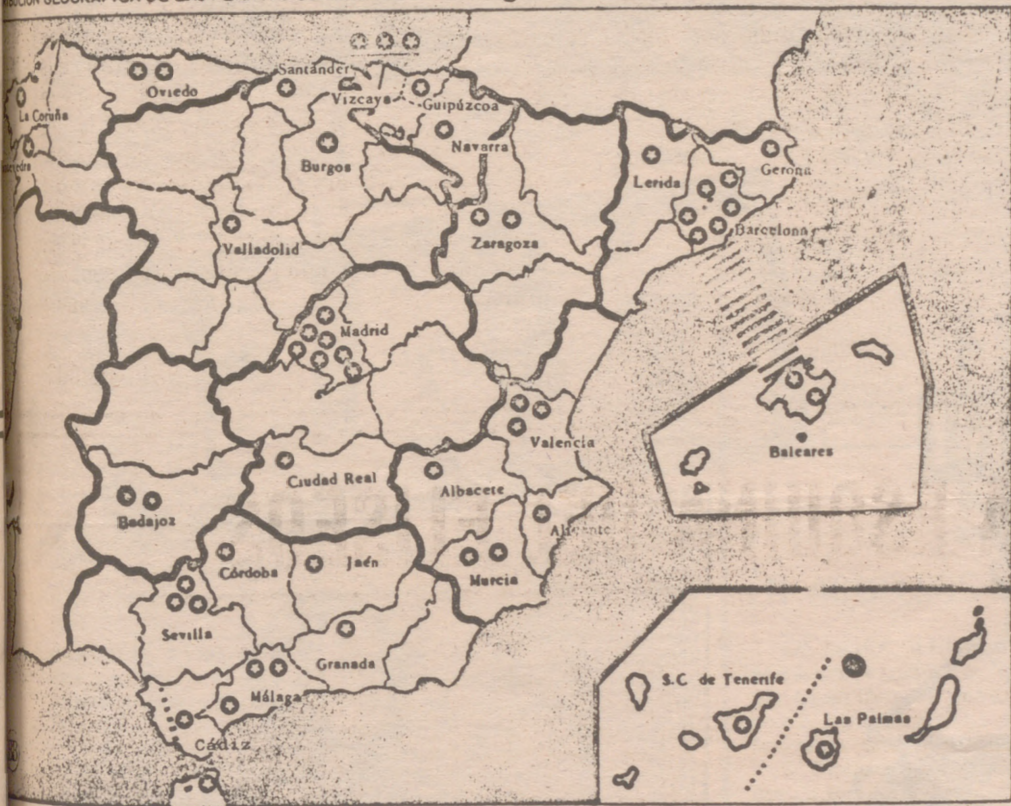 Santander
Oviedo
Vizcaya
Guipúzcoa
La Coruña
Navarra
Burgos
Lerida
Gerona
Barcelona
Valladolid
Zaragoza
Madrid
Valencia
Baleares
Ciudad Real
Albacete
Badajoz
Alicante
Córdoba
Jaén
Murcia
Sevilla
Granada
Málaga
S.C. de Tenerife
Las Palmas
Cádiz